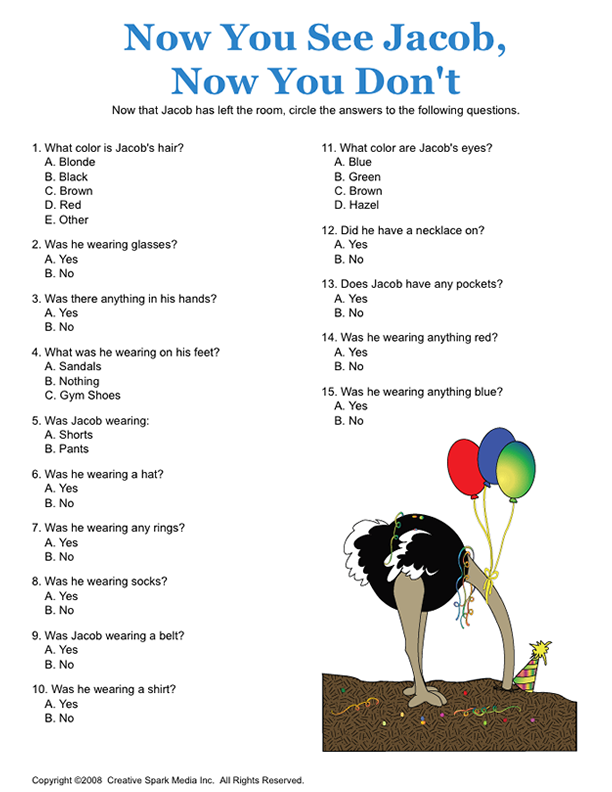 Now You See Jacob,
Now You Don't
Now that Jacob has left the room, circle the answers to the following questions.
1. What color is Jacob's hair?
A. Blonde
B. Black
C. Brown
D. Red
E. Other
2. Was he wearing glasses?
A. Yes
B. No
3. Was there anything in his hands?
A. Yes
B. No
4. What was he wearing on his feet?
A. Sandals
B. Nothing
C. Gym Shoes
5. Was Jacob wearing:
A. Shorts
B. Pants
6. Was he wearing a hat?
A. Yes
B. No
7. Was he wearing any rings?
A. Yes
B. No
8. Was he wearing socks?
A. Yes
B. No
9. Was Jacob wearing a belt?
A. Yes
B. No
10. Was he wearing a shirt?
A. Yes
B. No
11. What color are Jacob's eyes?
A. Blue
B. Green
C. Brown
D. Hazel
12. Did he have a necklace on?
A. Yes
B. No
13. Does Jacob have any pockets?
A. Yes
B. No
14. Was he wearing anything red?
A. Yes
B. No
15. Was he wearing anything blue?
A. Yes
B. No
Copyright ©2008 Creative Spark Media Inc. All Rights Reserved.